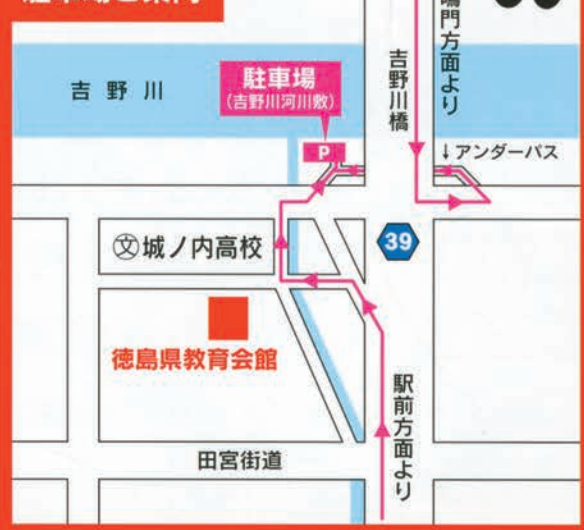 吉野川
駐車場
(吉野川河川敷)
P
吉野川橋
鳴門方面より
↓アンダーパス
文城ノ内高校
39
徳島県教育会館
駅前方面より
田宮街道